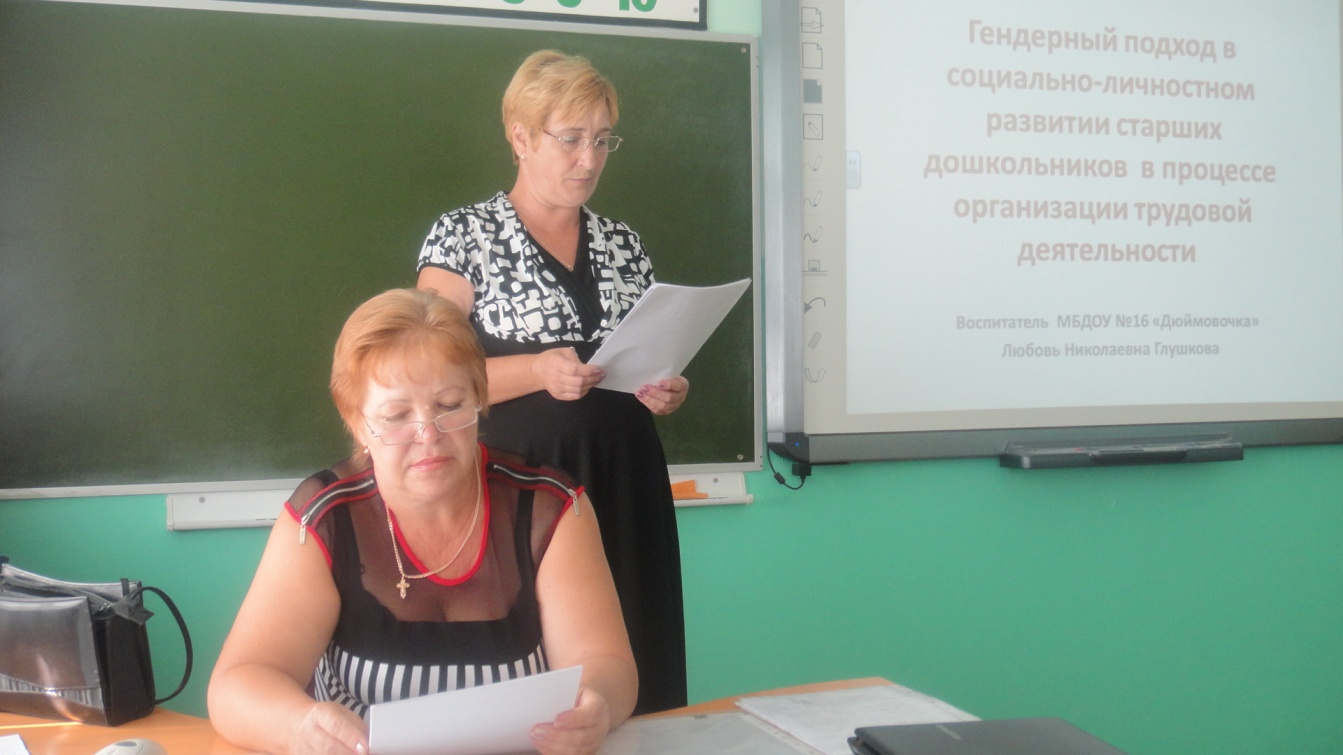 Гендерный подход в
социально-личностном
развитии старших
дошкольников в процессе
организации трудовой
деятельности
Воспитатель МБДОУ №16 «Дюймовочка»
Любовь Николаевна Глушкова